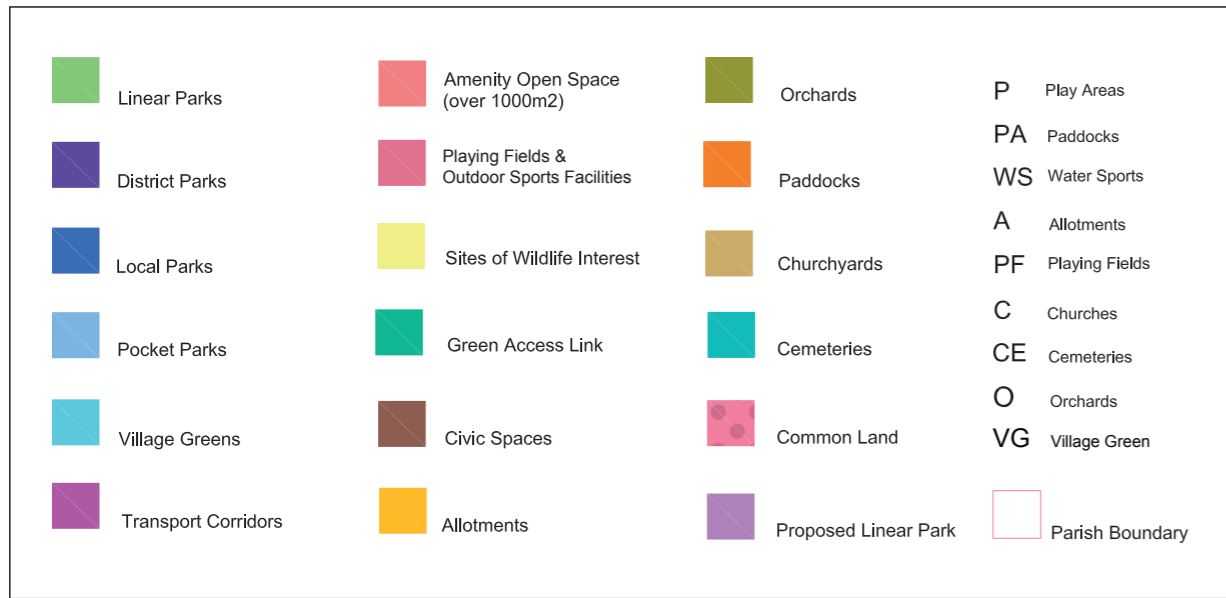 Linear Parks
District Parks
Local Parks
Pocket Parks
Village Greens
Transport Corridors
Amenity Open Space
(over 1000m2)
Playing Fields &
Outdoor Sports Facilities
Sites of Wildlife Interest
Green Access Link
Civic Spaces
Allotments
Orchards
Paddocks
Churchyards
Cemeteries
Common Land
Proposed Linear Park
P Play Areas
PA Paddocks
WS Water Sports
A Allotments
PF Playing Fields
C Churches
CE Cemeteries
O Orchards
VG Village Green
Parish Boundary